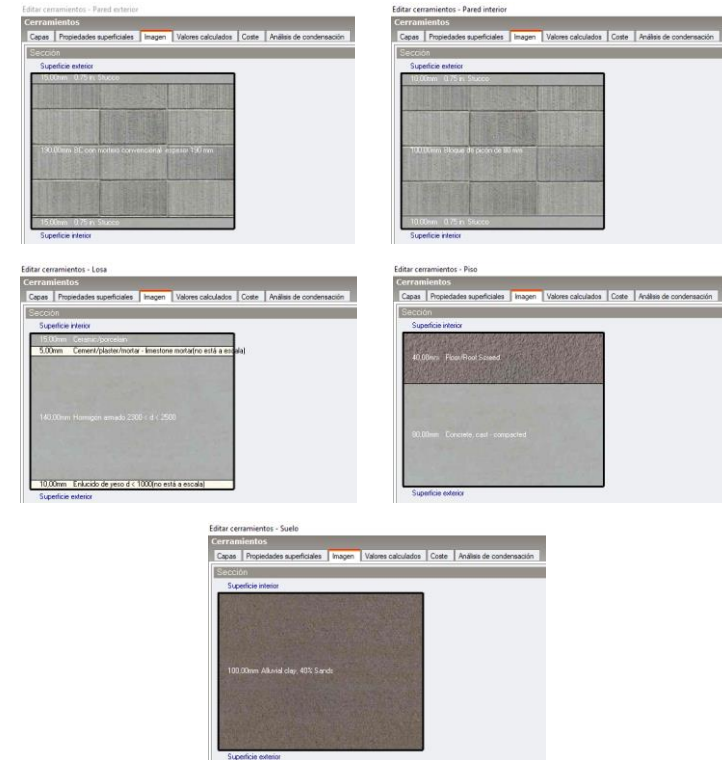 Editar cerramientos - Pared exterior
Cerramientos
Capas Propiedades superficiales Imagen Valores calculados Coste Análisis de condensación
Sección
Superficie exterior
15,00mm 0.75 in. Stucco
190,00mm BE con mortero convencional espesor 190 mm
15,00mm 0.75 in. Stucco
Superficie interior
Editar cerramientos - Pared interior
Cerramientos
Capas Propiedades superficiales Imagen Valores calculados Coste Análisis de condensación
Sección
Superficie exterior
10,00mm 0.75 in. Stucco
100,00mm Bloque de picón de
10,00mm 0.75 in. Stucco
Superficie interior
Editar cerramientos - Losa
Cerramientos
Capas Propiedades superficiales Imagen Valores calculados Coste Análisis de condensación
Sección
Superficie interior
15,00mm Ceramic/porcelain
5,00mm Cement/plaster/mortar - limestone mortar(no está a escala)
140,00mm Hormigón armado 2300 < d < 2500
10,00mm Enlucido de yeso d < 1000(no está a escala)
Superficie exterior
Editar cerramientos - Piso
Cerramientos
Capas Propiedades superficiales Imagen Valores calculados Coste Análisis de condensación
Sección
Superficie interior
40,00mm Floor/Roof Screed
Concrete, cast - compacted
Superficie exterior
Editar cerramientos - Suelo
Cerramientos
Capas Propiedades superficiales Imagen Valores calculados Coste Análisis de condensación
Sección
Superficie interior
100,00mm Alluvial clay, 40% Sands
Superficie exterior